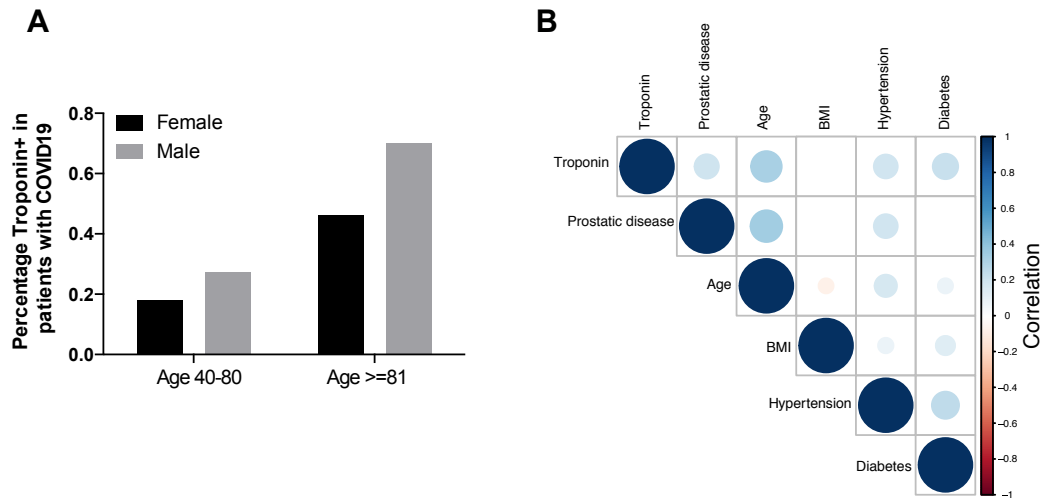 A
Percentage Troponin+ in
patients with COVID19
0.8
0.6
0.4
0.2
0.0
Female
Male
Age 40-80
Age >=81
B
Troponin
Prostatic disease
Age
BMI
Hypertension
Diabetes
Troponin
Prostatic disease
Age
BMI
Hypertension
Diabetes
1
0.8
0.6
0.4
0.2
0
−0.2
−0.4
−0.6
−0.8
−1
Correlation